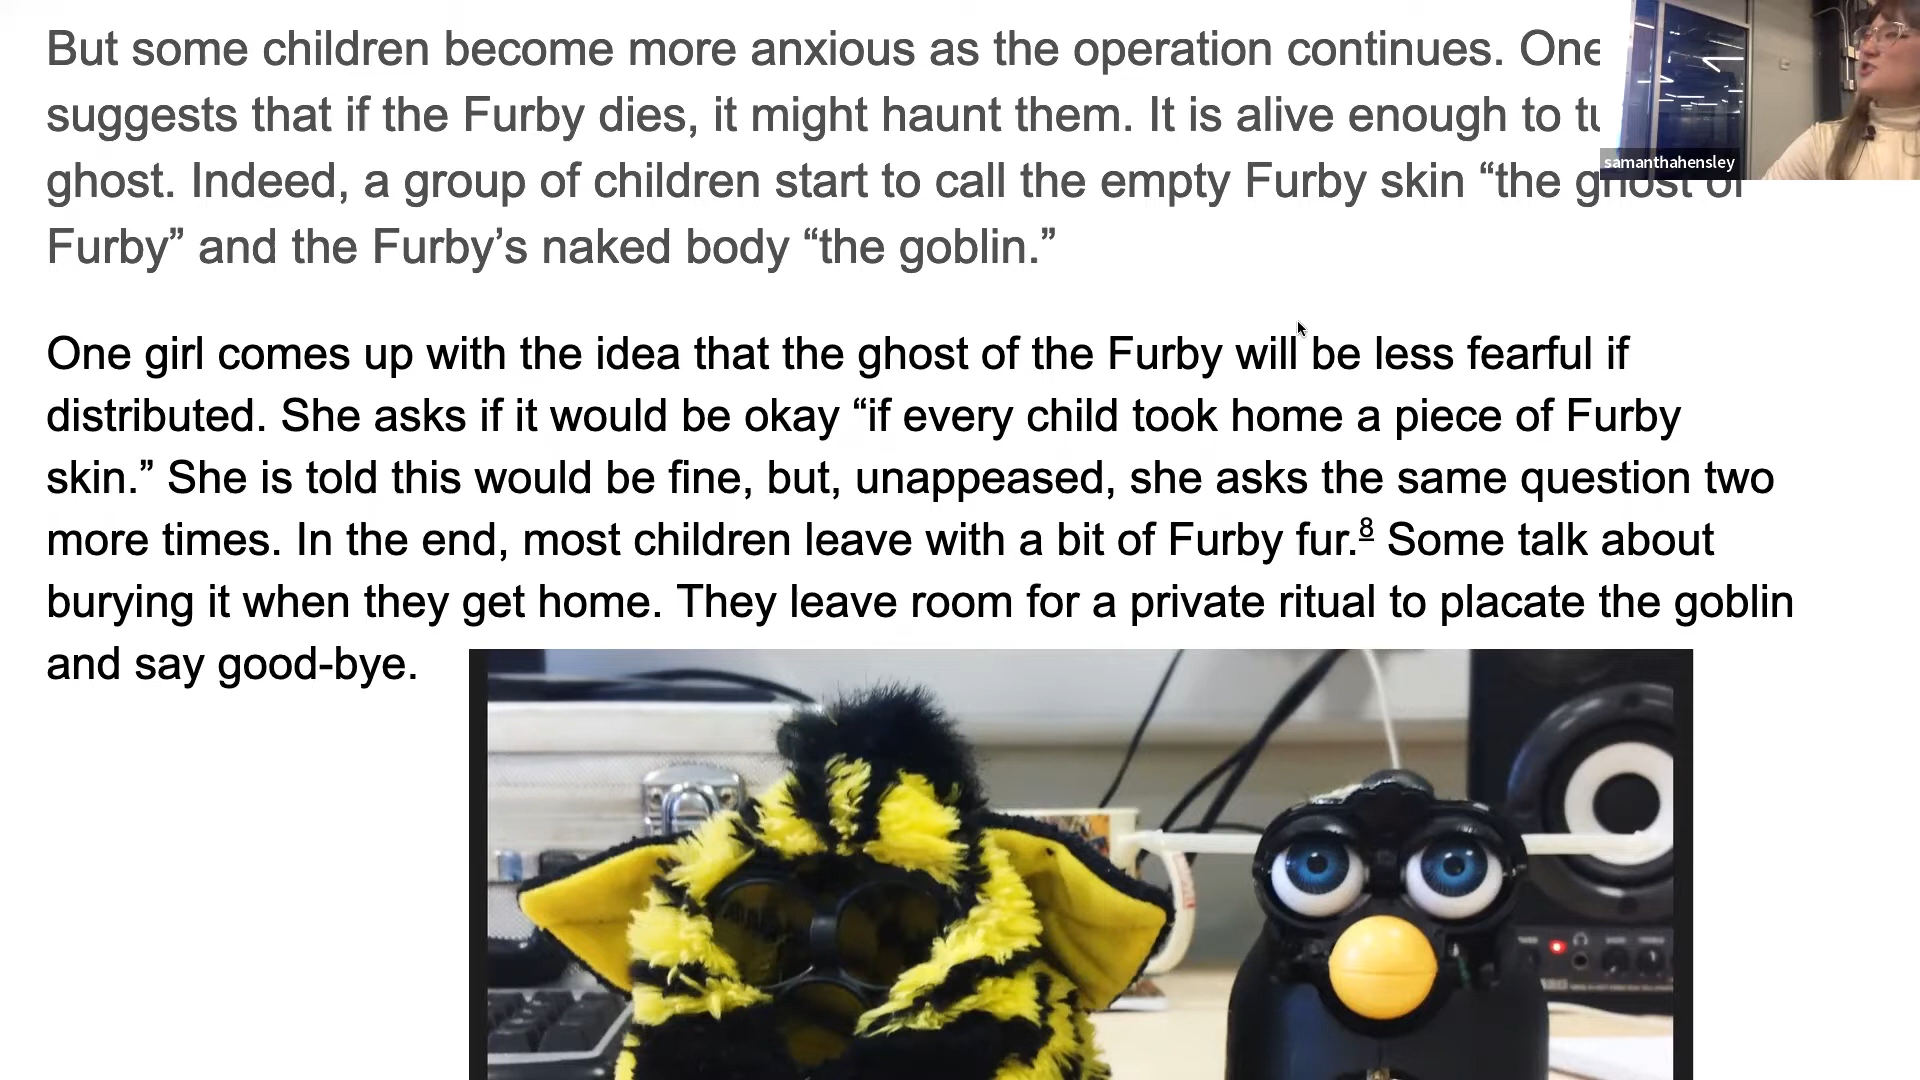 But some children become more anxious as the operation continues. One
suggests that if the Furby dies, it might haunt them. It is alive enough to
ghost. Indeed, a group of children start to call the empty Furby skin “the ghost of
Furby” and the Furby’s naked body “the goblin.”
One girl comes up with the idea that the ghost of the Furby will be less fearful if
distributed. She asks if it would be okay “if every child took home a piece of Furby
skin.” She is told this would be fine, but, unappeased, she asks the same question two
more times. In the end, most children leave with a bit of Furby fur.8 Some talk about
burying it when they get home. They leave room for a private ritual to placate the goblin
and say good-bye.
samanthahensley